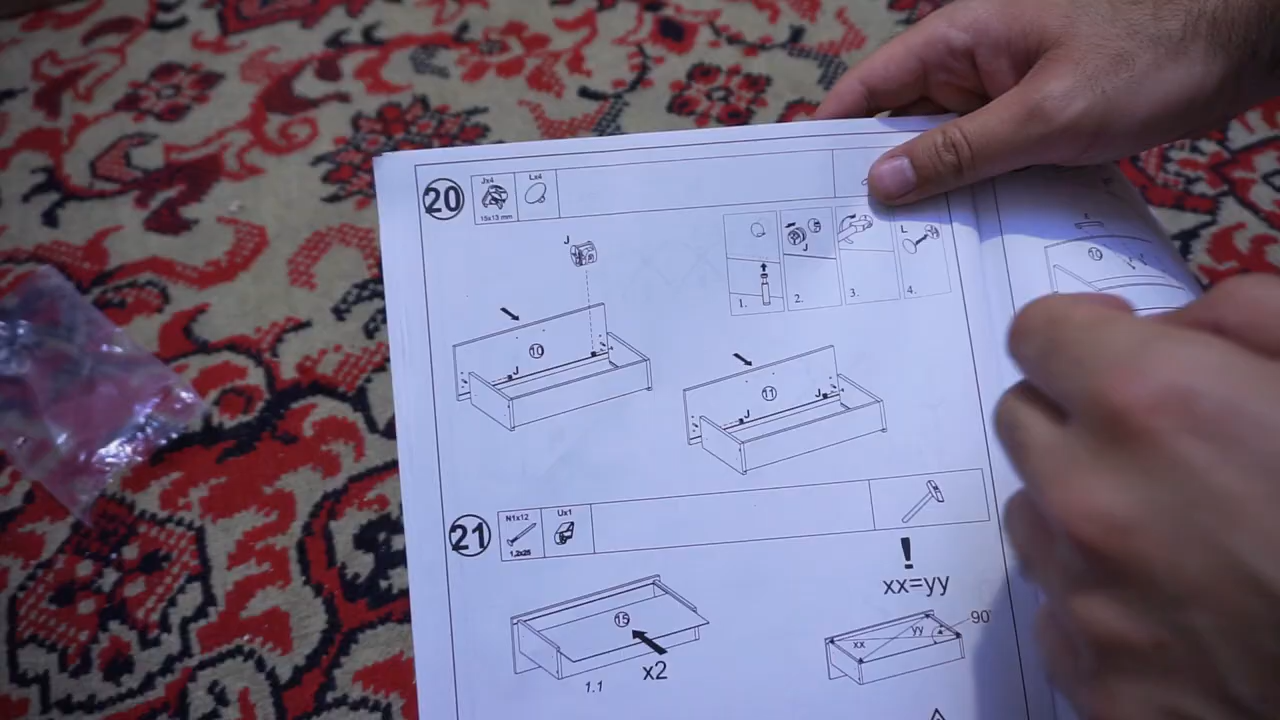 20
Jx4
Lx4
15x13 mm
J
J
L
1.
2.
3.
4.
10
10
J
11
J
J
21
N1x12
Ux1
1,2x25
!
xx=yy
15
x2
1.1
90°
yy
xx